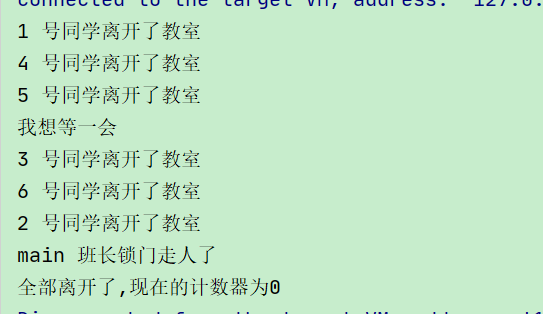 connected to the target VM, address: '127.0.
1 号同学离开了教室
4 号同学离开了教室
5 号同学离开了教室
我想等一会
3 号同学离开了教室
6 号同学离开了教室
2 号同学离开了教室
main 班长锁门走人了
全部离开了,现在的计数器为0